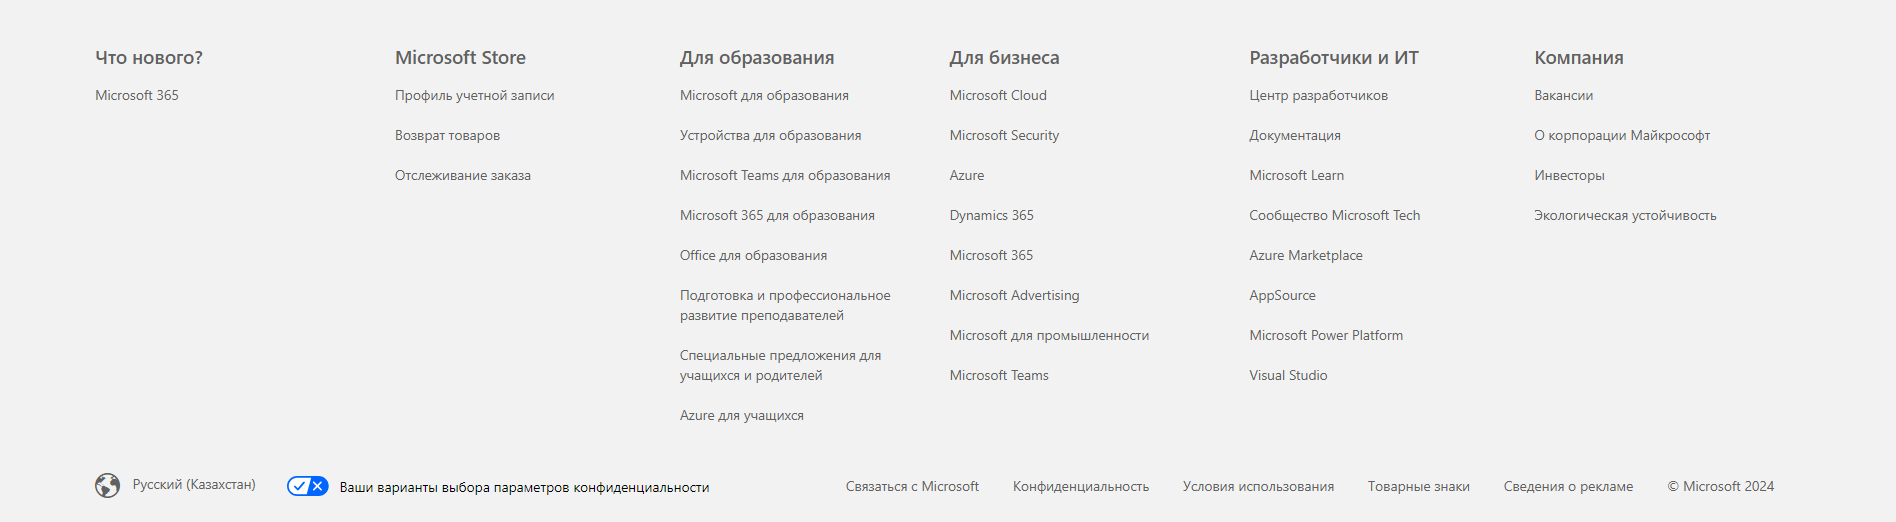 Что нового?
Microsoft 365
Microsoft Store
Профиль учетной записи
Возврат товаров
Отслеживание заказа
Для образования
Microsoft для образования
Устройства для образования
Microsoft Teams для образования
Microsoft 365 для образования
Office для образования
Подготовка и профессиональное
развитие преподавателей
Специальные предложения для
учащихся и родителей
Azure для учащихся
Для бизнеса
Microsoft Cloud
Microsoft Security
Azure
Dynamics 365
Microsoft 365
Microsoft Advertising
Microsoft для промышленности
Microsoft Teams
Разработчики и ИТ
Центр разработчиков
Документация
Microsoft Learn
Сообщество Microsoft Tech
Azure Marketplace
AppSource
Microsoft Power Platform
Visual Studio
Компания
Вакансии
О корпорации Майкрософт
Инвесторы
Экологическая устойчивость
Русский (Казахстан)
Ваши варианты выбора параметров конфиденциальности
Связаться с Microsoft
Конфиденциальность
Условия использования
Товарные знаки
Сведения о рекламе
© Microsoft 2024